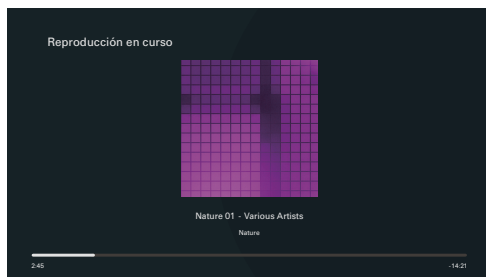 Reproducción en curso
Nature 01 - Various Artists
Nature
2:45
-14:21